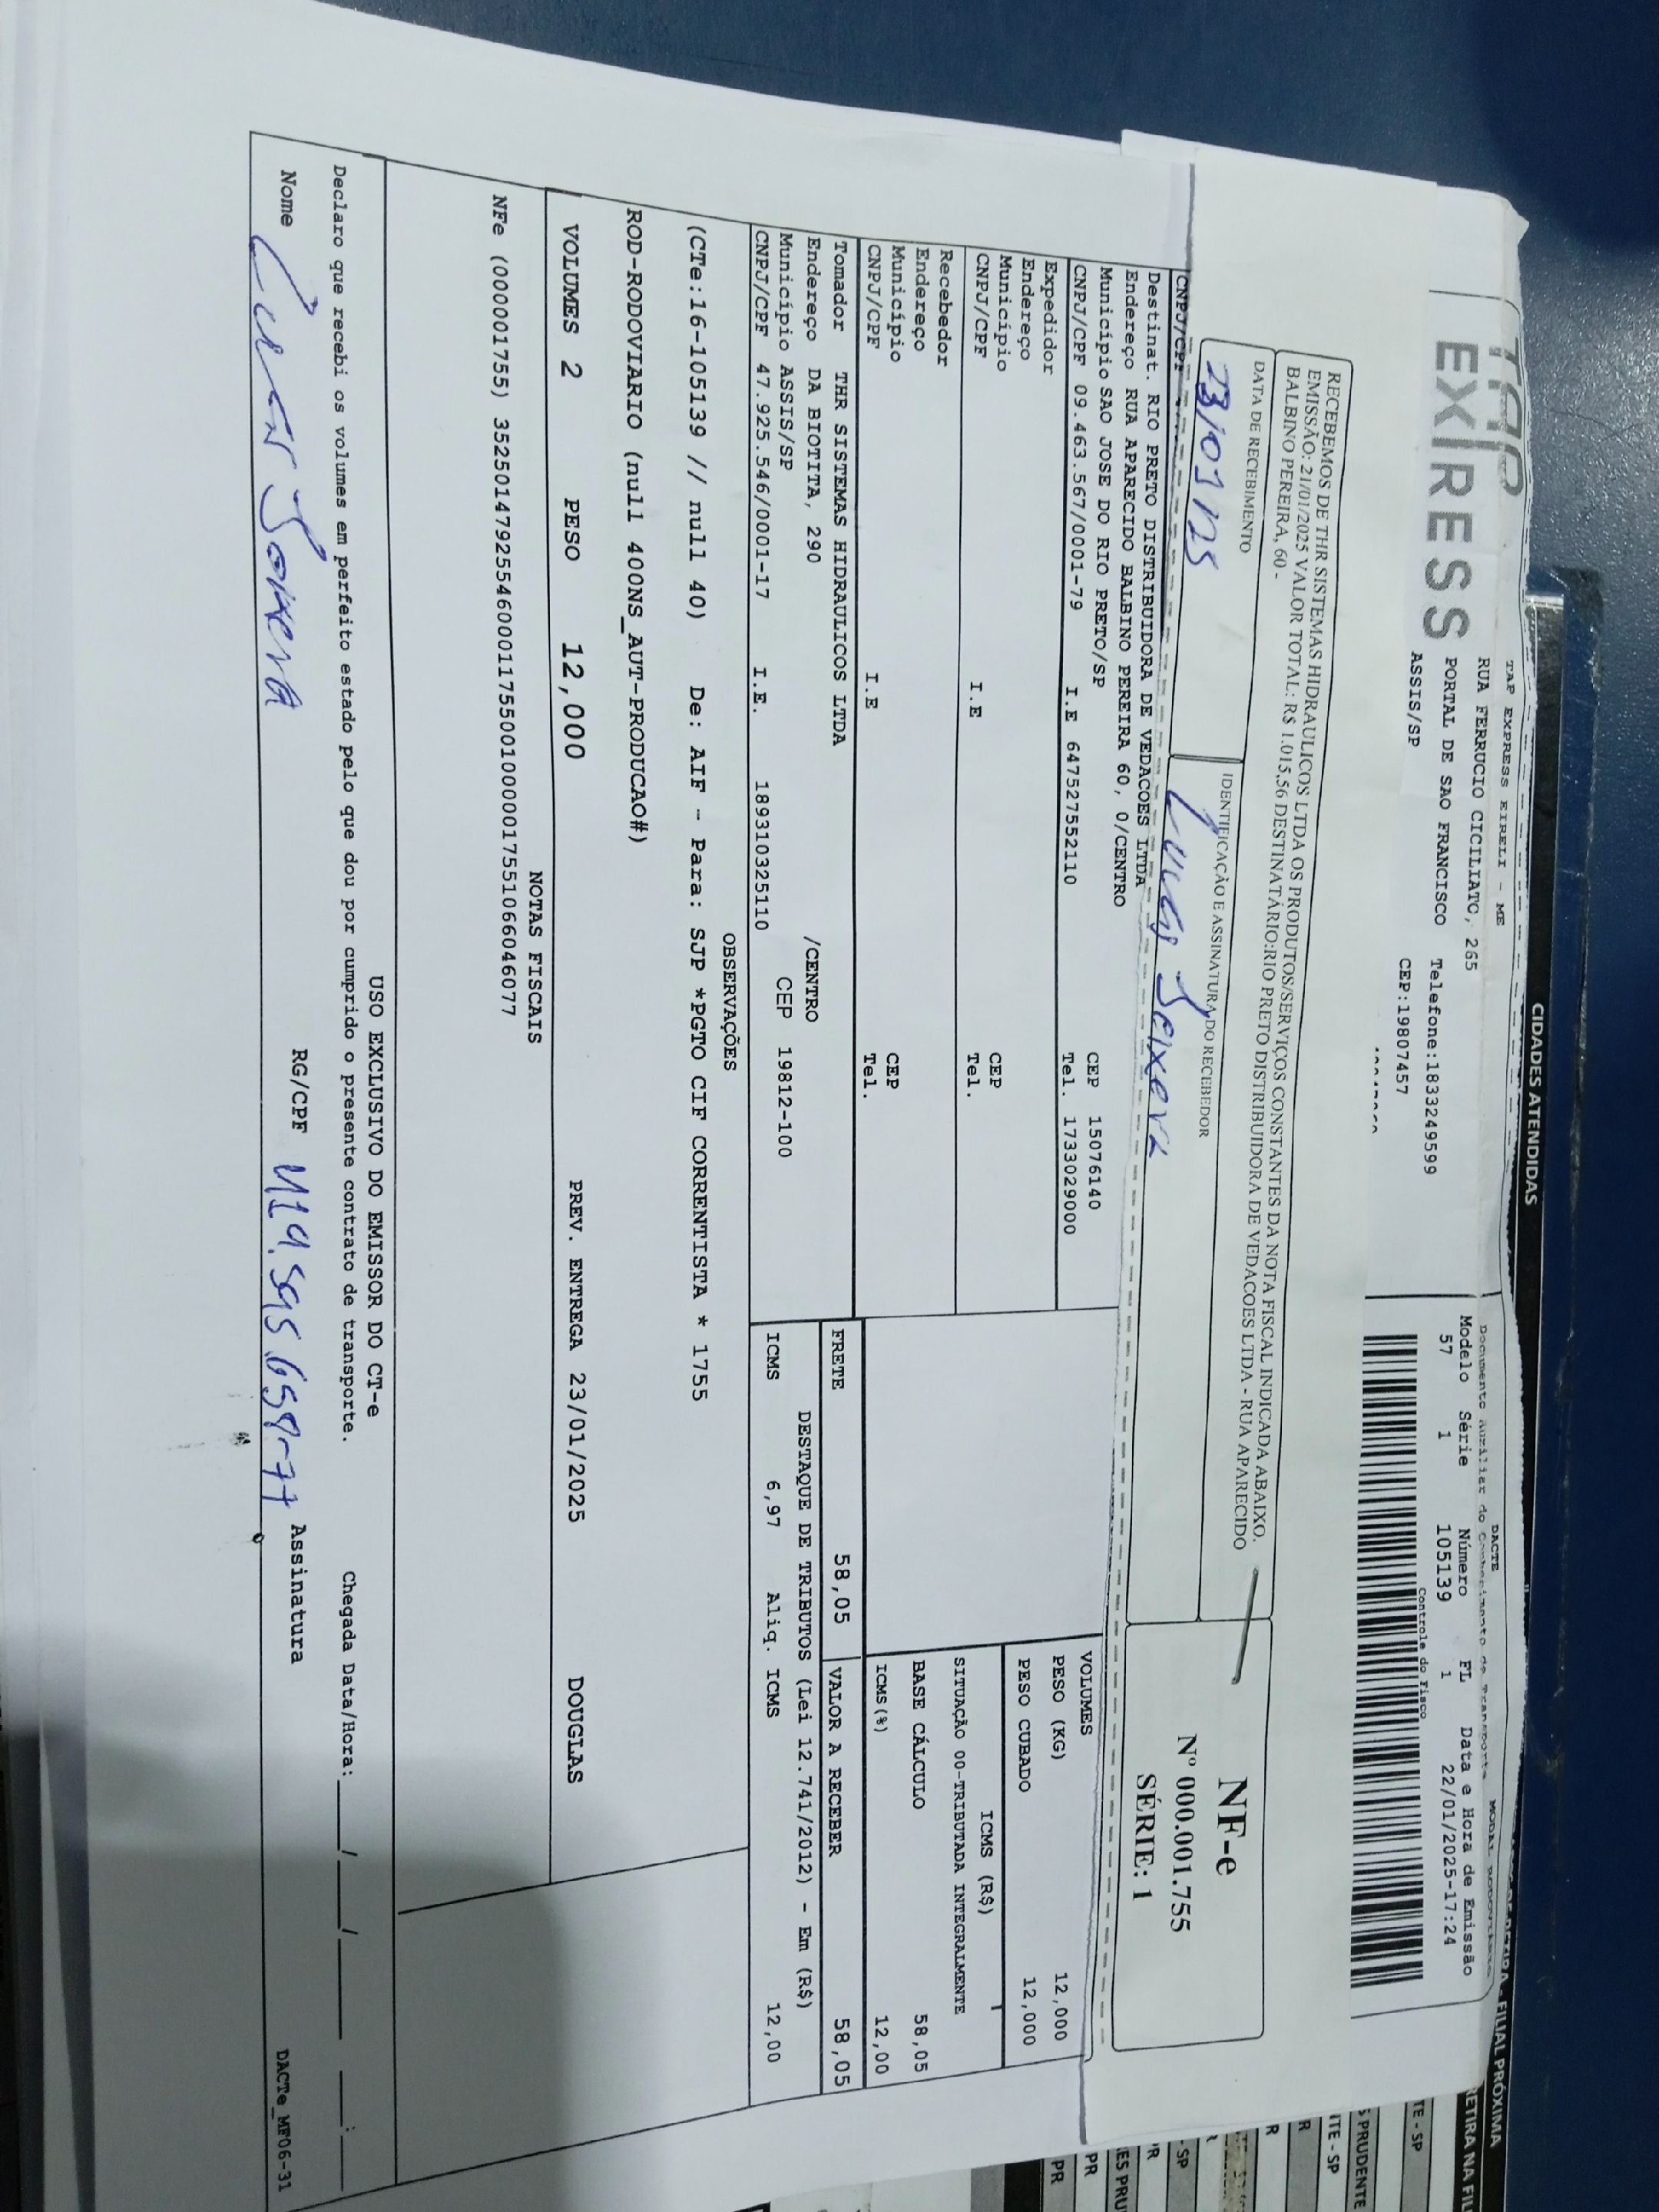 CIDADES ATENDIDAS
FILIAL PRÓXIMA
TAP
EXPRESS
TAP EXPRESS EIRELI - ME
RUA FERRUCIO CICILIATO, 265
PORTAL DE SAO FRANCISCO Telefone:1833249599
ASSIS/SP CEP:19807457
DACTE
Documento Auxiliar do Conhecimento de Transporte
Modelo Série Número FL Data e Hora de Emissão
57 1 105139 1 22/01/2025-17:24
Controle do Fisco
RECEBEMOS DE THR SISTEMAS HIDRAULICOS LTDA OS PRODUTOS/SERVIÇOS CONSTANTES DA NOTA FISCAL INDICADA ABAIXO.
EMISSÃO: 21/01/2025 VALOR TOTAL: R$ 1.015,56 DESTINATÁRIO:RIO PRETO DISTRIBUIDORA DE VEDACOES LTDA - RUA APARECIDO
BALBINO PEREIRA, 60 -
DATA DE RECEBIMENTO IDENTIFICAÇÃO E ASSINATURA DO RECEBEDOR
23/01/25
NF-e
Nº 000.001.755
SÉRIE: 1
CNPJ/CPF
Destinat. RIO PRETO DISTRIBUIDORA DE VEDACOES LTDA
Endereço RUA APARECIDO BALBINO PEREIRA 60, 0/CENTRO
Município SAO JOSE DO RIO PRETO/SP CEP 15076140
CNPJ/CPF 09.463.567/0001-79 I.E 647527552110 Tel. 1733029000
Expedidor
Endereço
Município CEP
CNPJ/CPF I.E Tel.
Recebedor
Endereço
Município CEP
CNPJ/CPF I.E Tel.
VOLUMES
PESO (KG) 12,000
PESO CUBADO 12,000
ICMS (R$)
SITUAÇÃO 00-TRIBUTADA INTEGRALMENTE
BASE CÁLCULO 58,05
ICMS(%) 12,00
Tomador THR SISTEMAS HIDRAULICOS LTDA
Endereço DA BIOTITA, 290 /CENTRO
Município ASSIS/SP CEP 19812-100
CNPJ/CPF 47.925.546/0001-17 I.E. 189310325110
FRETE 58,05 VALOR A RECEBER 58,05
DESTAQUE DE TRIBUTOS (Lei 12.741/2012) - Em (R$)
ICMS 6,97 Aliq. ICMS 12,00
OBSERVAÇÕES
(CTe:16-105139 // null 40) De: AIF - Para: SJP *PGTO CIF CORRENTISTA * 1755
ROD-RODOVIARIO (null 400NS_AUT-PRODUCAO#)
VOLUMES 2 PESO 12,000 PREV. ENTREGA 23/01/2025 DOUGLAS
NOTAS FISCAIS
NFe (000001755) 35250147925546000117550010000017551066046077
USO EXCLUSIVO DO EMISSOR DO CT-e
Declaro que recebi os volumes em perfeito estado pelo que dou por cumprido o presente contrato de transporte. Chegada Data/Hora:____/____/____ ___:___
Nome RG/CPF Assinatura
DACTe_MF06-31